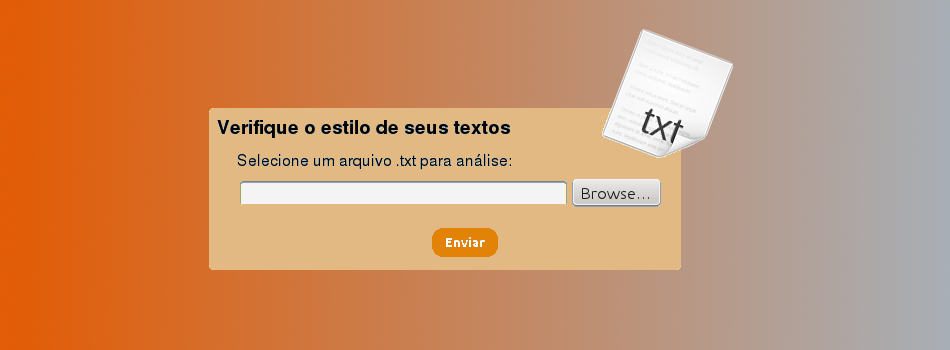 Verifique o estilo de seus textos
Selecione um arquivo .txt para análise:
Browse...
Enviar
txt